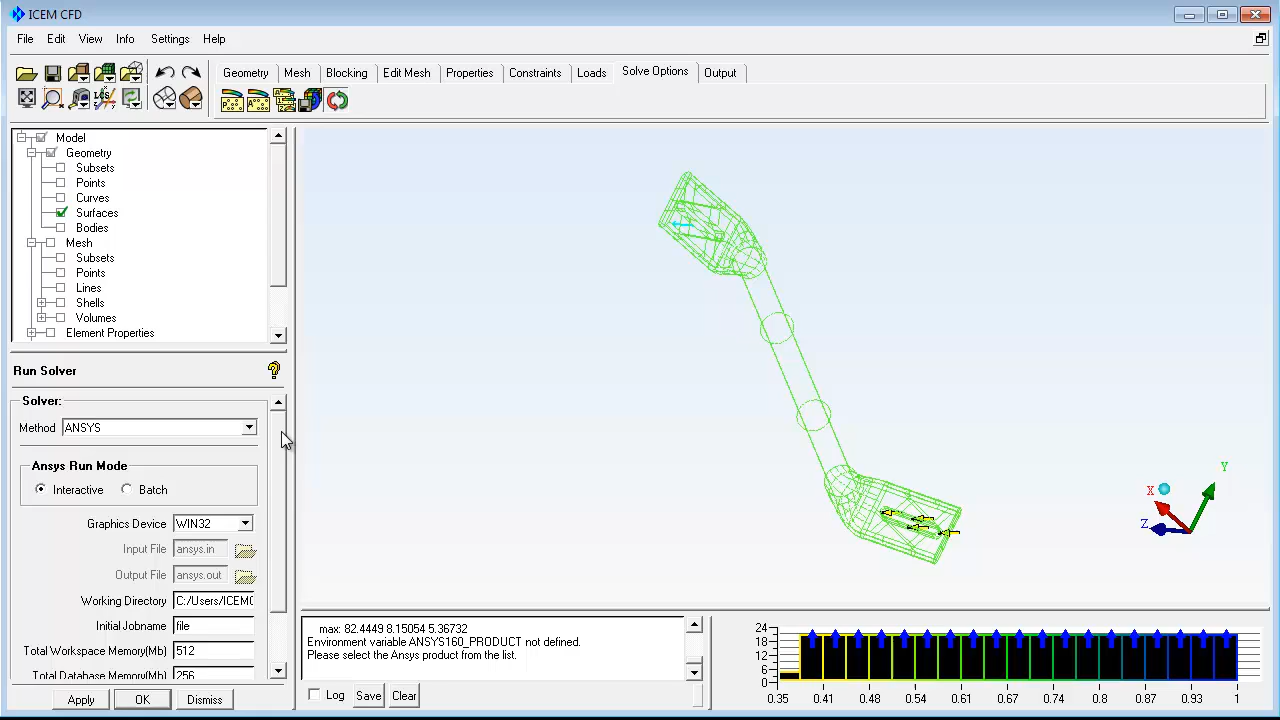 ICEM CFD
File Edit View Info Settings Help
Geometry Mesh Blocking Edit Mesh Properties Constraints Loads Solve Options Output
Model
Geometry
Subsets
Points
Curves
Surfaces
Bodies
Mesh
Subsets
Points
Lines
Shells
Volumes
Element Properties
Run Solver
Solver:
Method ANSYS
Ansys Run Mode
Interactive Batch
Graphics Device WIN32
Input File ansys.in
Output File ansys.out
Working Directory C:/Users/ICEMC
Initial Jobname file
Total Workspace Memory(Mb) 512
Total Database Memory(Mb) 256
Apply OK Dismiss
Y
X
Z
max: 82.4449 8.15054 5.36732
Environment variable ANSYS160_PRODUCT not defined.
Please select the Ansys product from the list.
Log Save Clear
24
18
12
6
0
0.35 0.41 0.48 0.54 0.61 0.67 0.74 0.8 0.87 0.93 1